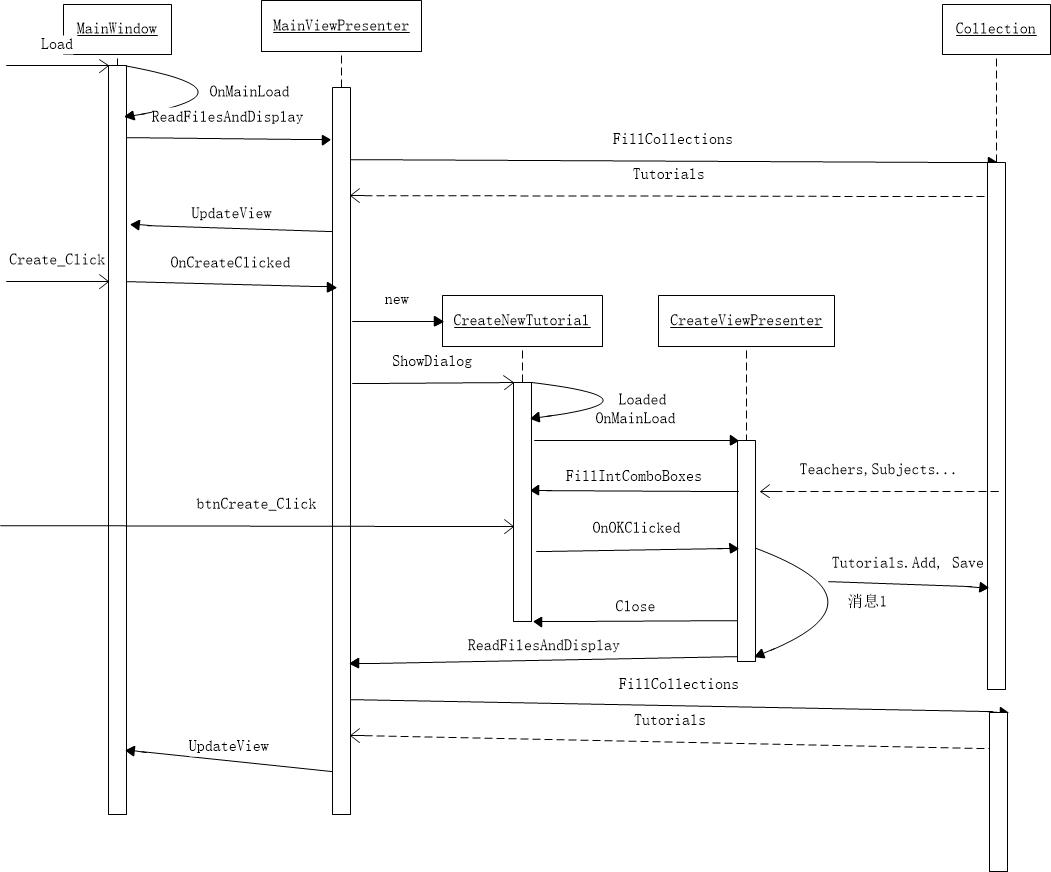 MainWindow
MainViewPresenter
Collection
Load
OnMainLoad
ReadFilesAndDisplay
FillCollections
Tutorials
UpdateView
Create_Click
OnCreateClicked
new
CreateNewTutorial
CreateViewPresenter
ShowDialog
Loaded
OnMainLoad
Teachers,Subjects...
FillIntComboBoxes
btnCreate_Click
OnOKClicked
Tutorials.Add, Save
消息1
Close
ReadFilesAndDisplay
FillCollections
Tutorials
UpdateView